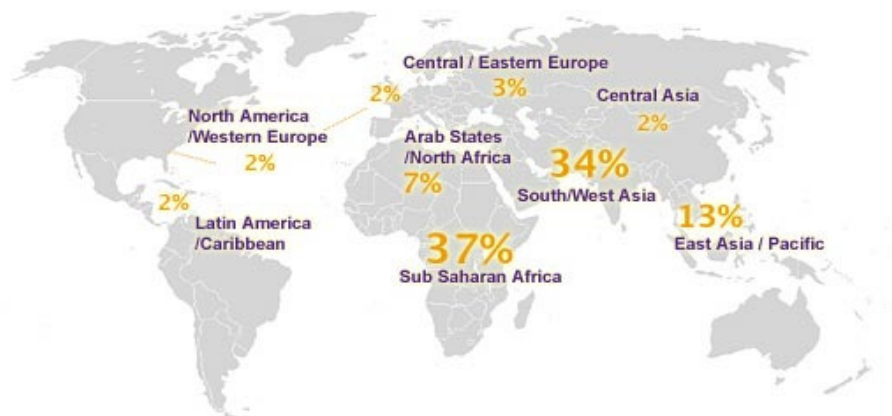 Central / Eastern Europe
3%
2%
Central Asia
2%
North America
/Western Europe
2%
Arab States
/North Africa
7%
34%
South/West Asia
2%
Latin America
/Caribbean
13%
East Asia / Pacific
37%
Sub Saharan Africa